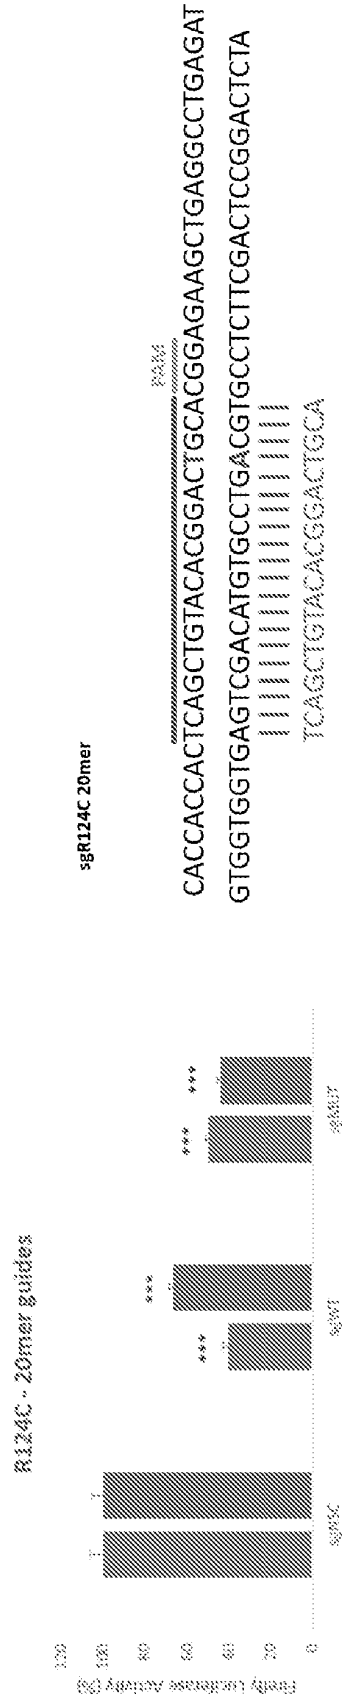 R124C - 20mer guides
Firefly Luciferase Activity (%)
120
100
80
60
40
20
0
***
***
***
***
sgNSC
sgWT
sgMUT
sgR124C 20mer
PAM
CACCACCACTCAGCTGTACACGGACTGCACGGAGAAGCTGAGGCCTGAGAT
GTGGTGGTGAGTCGACATGTGCCTGACGTGCCTCTTCGACTCCGGACTCTA
TCAGCTGTACACGGACTGCA